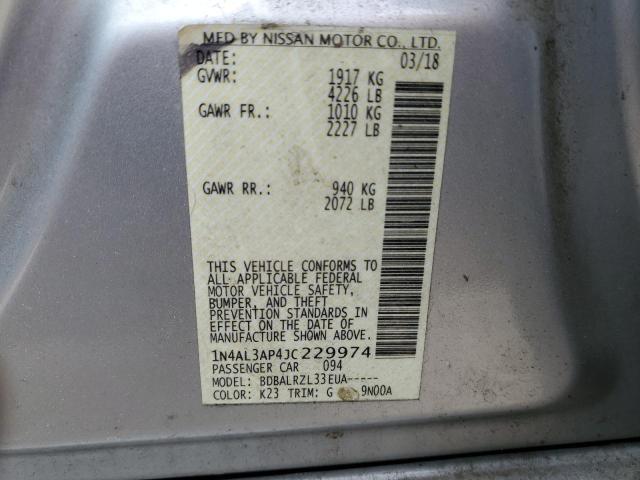 MFD BY NISSAN MOTOR CO., LTD.
DATE: 03/18
GVWR: 1917 KG
4226 LB
GAWR FR.: 1010 KG
2227 LB
GAWR RR.: 940 KG
2072 LB
THIS VEHICLE CONFORMS TO
ALL APPLICABLE FEDERAL
MOTOR VEHICLE SAFETY,
BUMPER, AND THEFT
PREVENTION STANDARDS IN
EFFECT ON THE DATE OF
MANUFACTURE SHOWN ABOVE.
1N4AL3AP4JC229974
PASSENGER CAR 094
MODEL: BDBALRZL33EUA-----
COLOR: K23 TRIM: G 9N00A